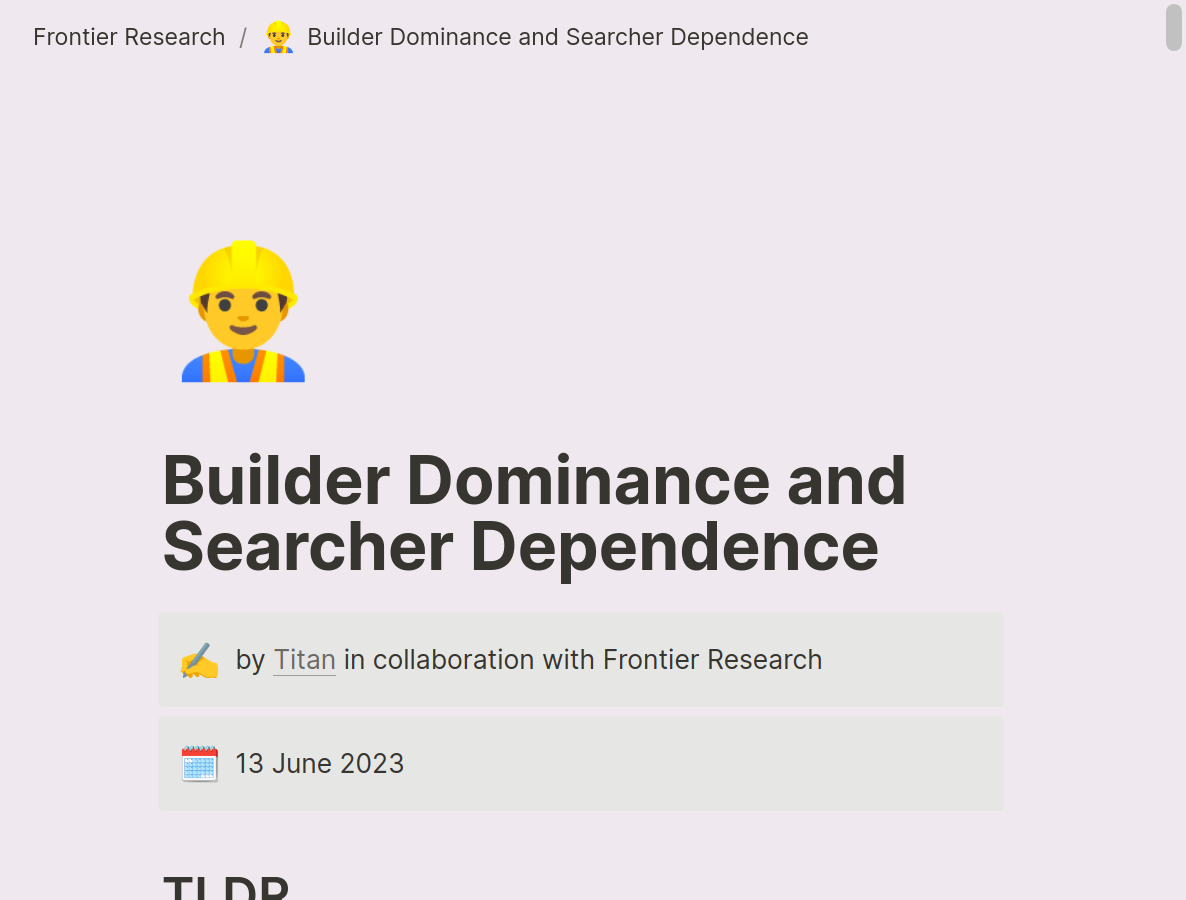 Frontier Research / Builder Dominance and Searcher Dependence
Builder Dominance and
Searcher Dependence
by Titan in collaboration with Frontier Research
13 June 2023
TLDR